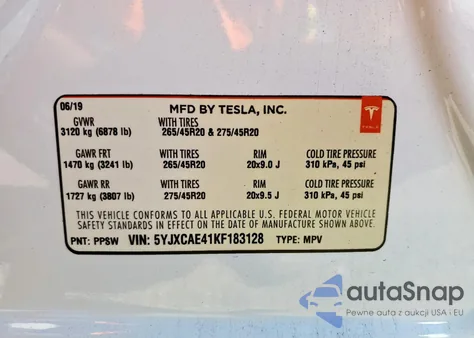 06/19 MFD BY TESLA, INC.
GVWR WITH TIRES
3120 kg (6878 lb) 265/45R20 & 275/45R20
TESLA
GAWR FRT WITH TIRES RIM COLD TIRE PRESSURE
1470 kg (3241 lb) 265/45R20 20x9.0 J 310 kPa, 45 psi
GAWR RR WITH TIRES RIM COLD TIRE PRESSURE
1727 kg (3807 lb) 275/45R20 20x9.5 J 310 kPa, 45 psi
THIS VEHICLE CONFORMS TO ALL APPLICABLE U.S. FEDERAL MOTOR VEHICLE
SAFETY STANDARDS IN EFFECT ON THE DATE OF MANUFACTURE SHOWN ABOVE.
PNT: PPSW VIN: 5YJXCAE41KF183128 TYPE: MPV
autoSnap
Pewne auta z aukcji USA i EU